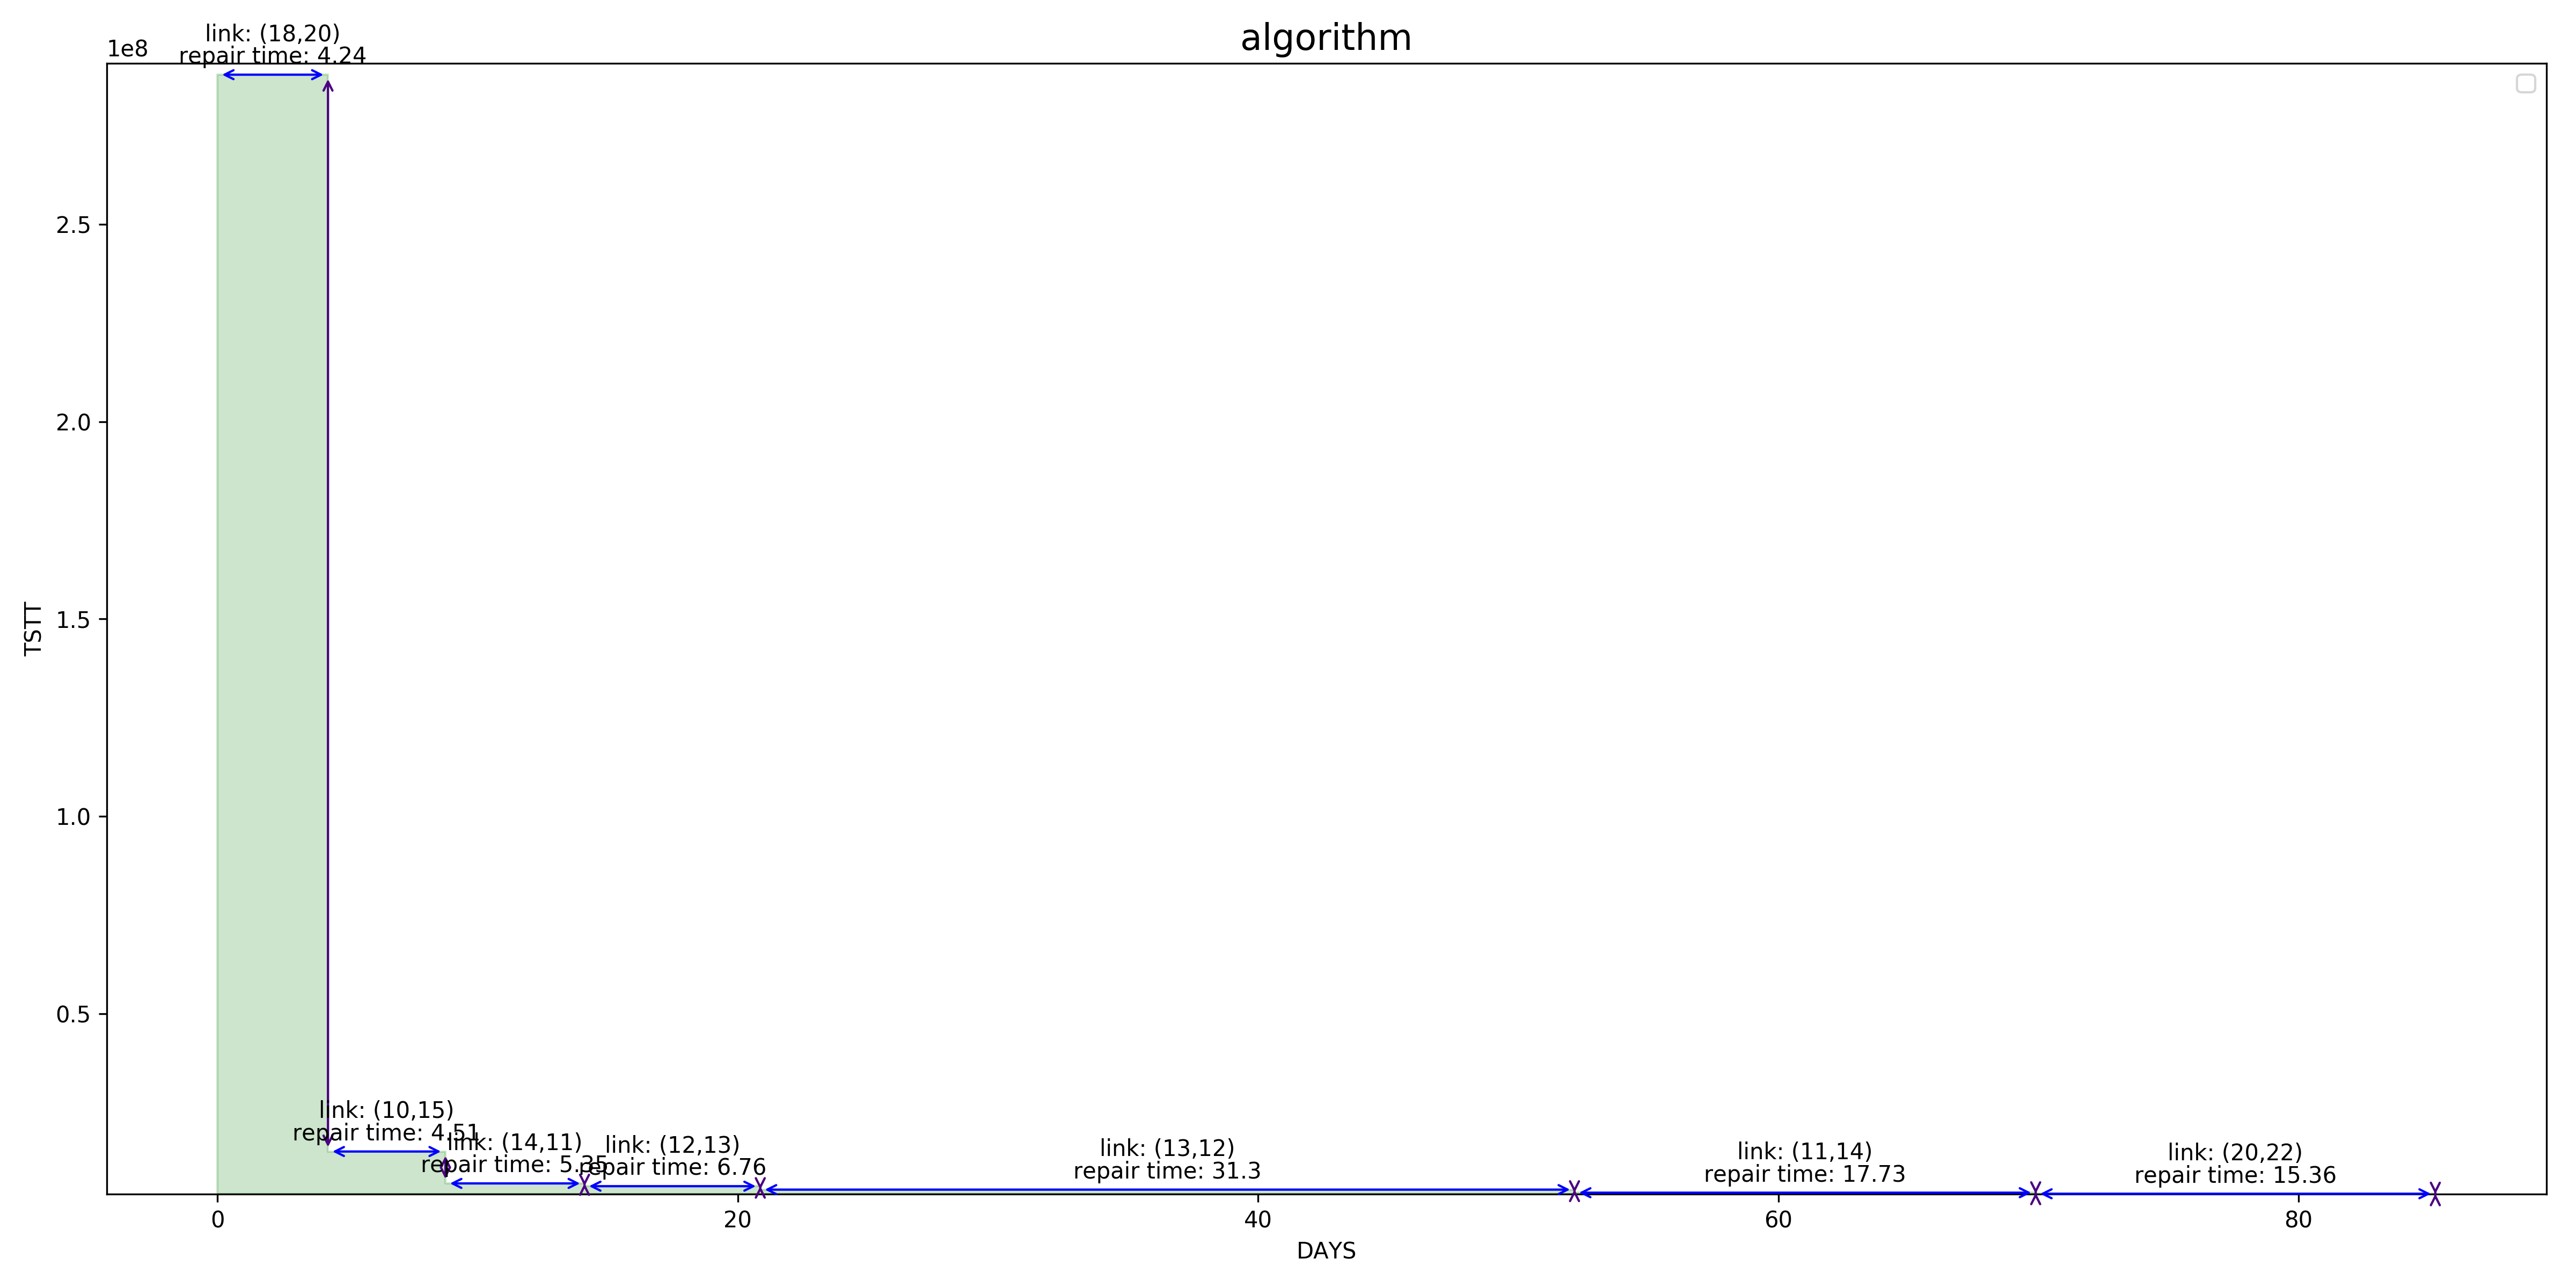 algorithm
1e8
link: (18,20)
repair time: 4.24
2.5
2.0
1.5
1.0
0.5
TSTT
link: (10,15)
repair time: 4.51
link: (14,11)
repair time: 5.35
link: (12,13)
repair time: 6.76
link: (13,12)
repair time: 31.3
link: (11,14)
repair time: 17.73
link: (20,22)
repair time: 15.36
0 20 40 60 80
DAYS